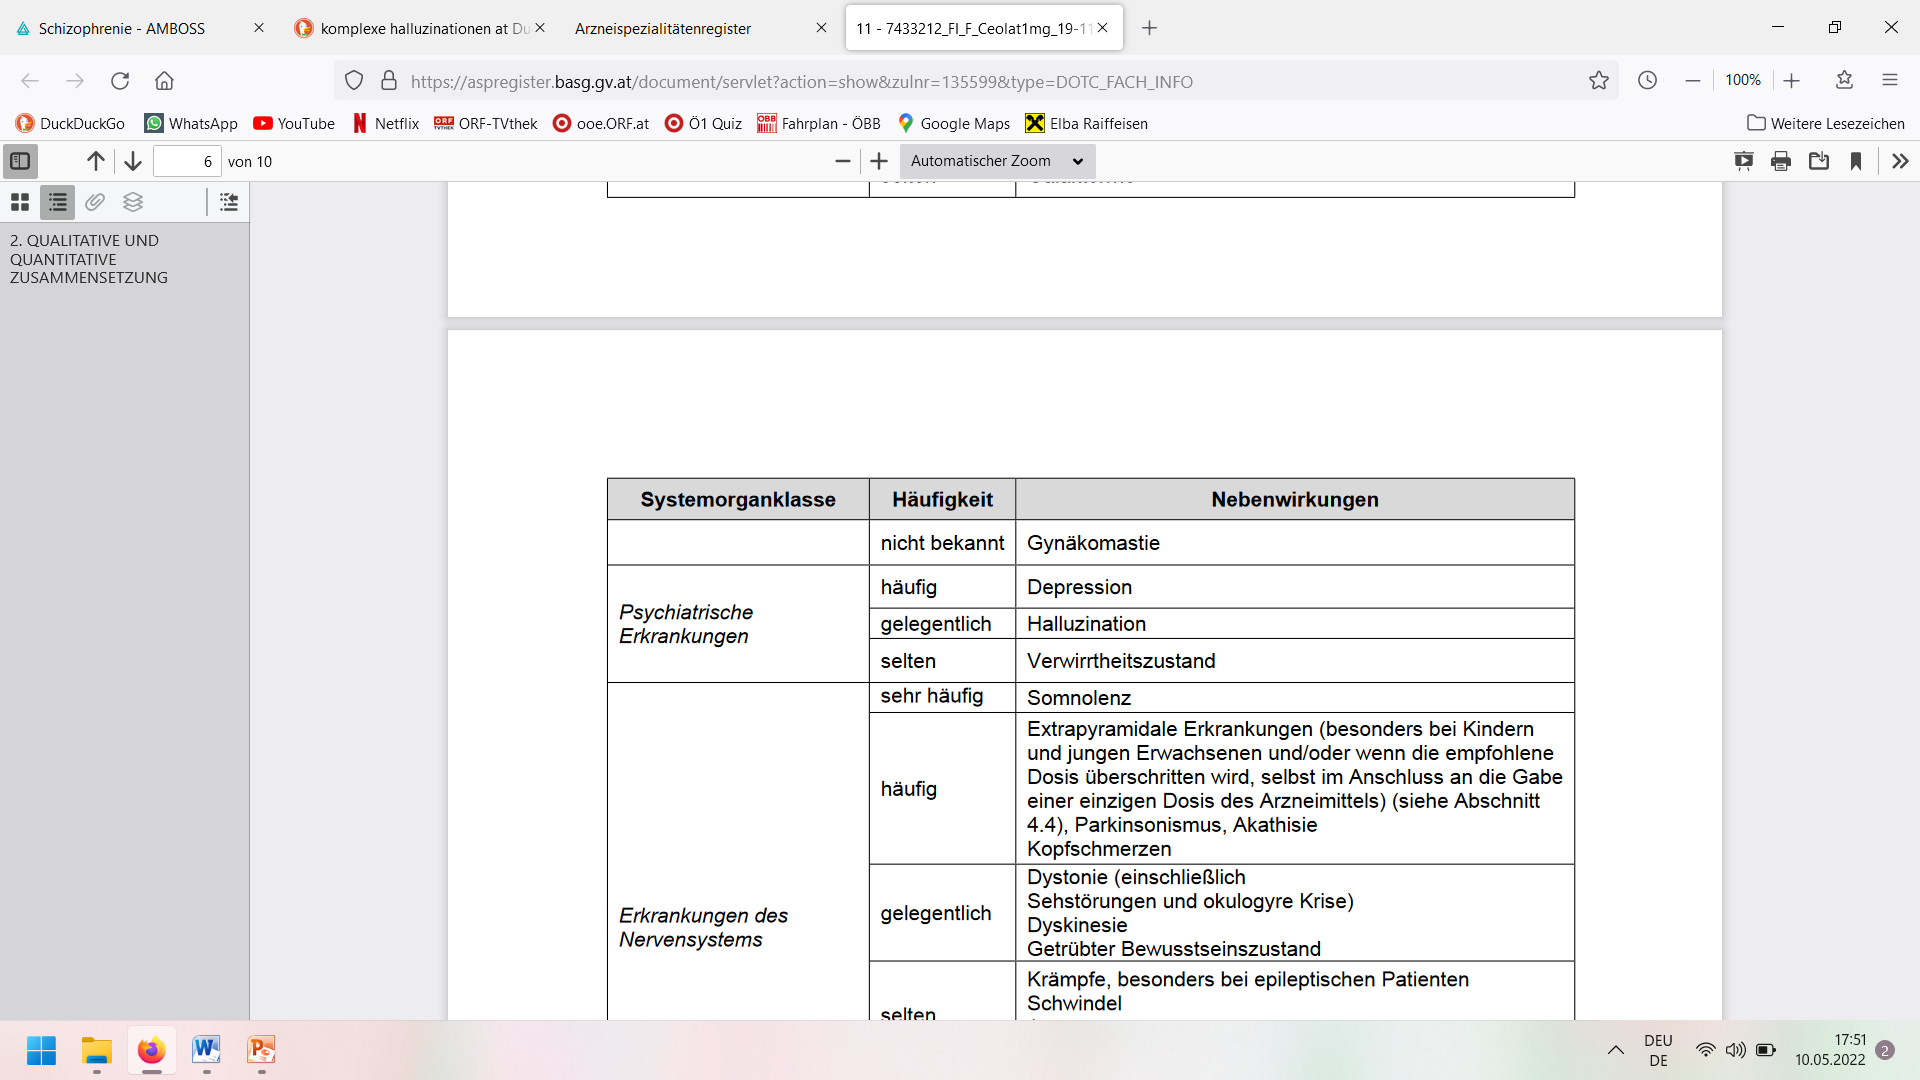 Schizophrenie - AMBOSS
komplexe halluzinationen at Du
Arzneispezialitätenregister
11 - 7433212_FI_F_Ceolat1mg_19-11
https://aspregister.basg.gv.at/document/servlet?action=show&zulnr=135599&type=DOTC_FACH_INFO
100%
DuckDuckGo
WhatsApp
YouTube
Netflix
ORF-TVthek
ooe.ORF.at
Ö1 Quiz
Fahrplan - ÖBB
Google Maps
Elba Raiffeisen
Weitere Lesezeichen
6 von 10
Automatischer Zoom
2. QUALITATIVE UND
QUANTITATIVE
ZUSAMMENSETZUNG
Systemorganklasse Häufigkeit Nebenwirkungen
nicht bekannt Gynäkomastie
Psychiatrische
Erkrankungen
häufig Depression
gelegentlich Halluzination
selten Verwirrtheitszustand
Erkrankungen des
Nervensystems
sehr häufig Somnolenz
häufig
Extrapyramidale Erkrankungen (besonders bei Kindern
und jungen Erwachsenen und/oder wenn die empfohlene
Dosis überschritten wird, selbst im Anschluss an die Gabe
einer einzigen Dosis des Arzneimittels) (siehe Abschnitt
4.4), Parkinsonismus, Akathisie
Kopfschmerzen
gelegentlich
Dystonie (einschließlich
Sehstörungen und okulogyre Krise)
Dyskinesie
Getrübter Bewusstseinszustand
selten
Krämpfe, besonders bei epileptischen Patienten
Schwindel
DEU
DE
17:51
10.05.2022
2